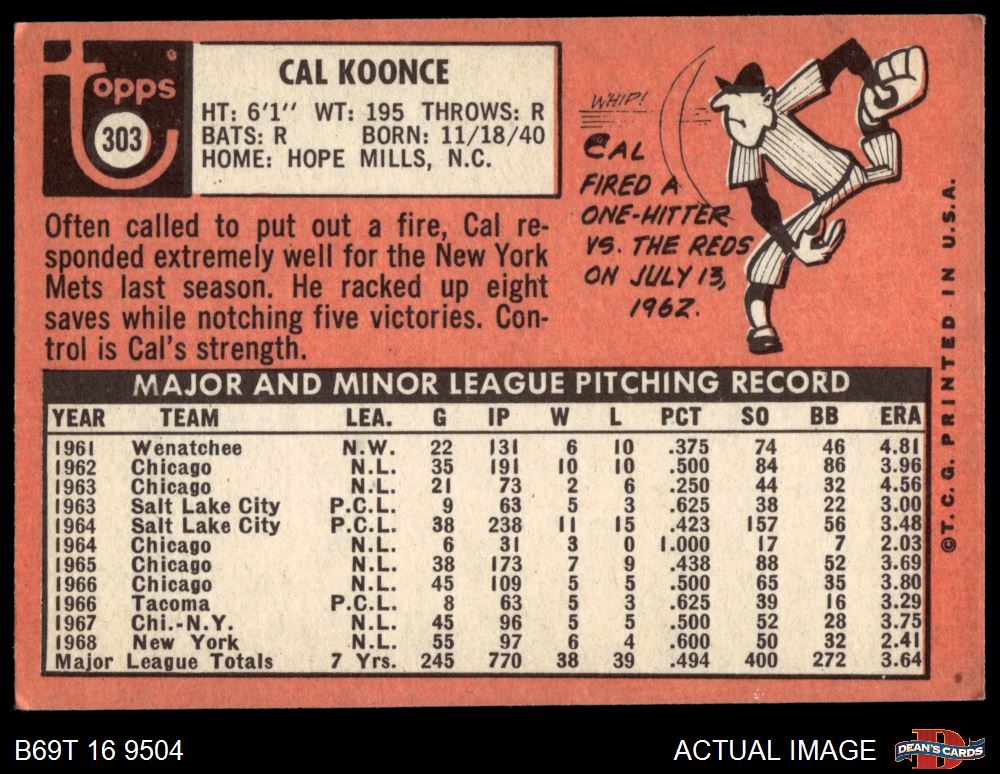 topps ®
303
CAL KOONCE
HT: 6'1" WT: 195 THROWS: R
BATS: R BORN: 11/18/40
HOME: HOPE MILLS, N.C.
Often called to put out a fire, Cal re-
sponded extremely well for the New York
Mets last season. He racked up eight
saves while notching five victories. Con-
trol is Cal's strength.
WHIP!
CAL
FIRED A
ONE-HITTER
VS. THE REDS
ON JULY 13,
1962.
MAJOR AND MINOR LEAGUE PITCHING RECORD
YEAR TEAM LEA. G IP W L PCT SO BB ERA
1961 Wenatchee N.W. 22 131 6 10 .375 74 46 4.81
1962 Chicago N.L. 35 191 10 10 .500 84 86 3.96
1963 Chicago N.L. 21 73 2 6 .250 44 32 4.56
1963 Salt Lake City P.C.L. 9 63 5 3 .625 38 22 3.00
1964 Salt Lake City P.C.L. 38 238 11 15 .423 157 56 3.48
1964 Chicago N.L. 6 31 3 0 1.000 17 7 2.03
1965 Chicago N.L. 38 173 7 9 .438 88 52 3.69
1966 Chicago N.L. 45 109 5 5 .500 65 35 3.80
1966 Tacoma P.C.L. 8 63 5 3 .625 39 16 3.29
1967 Chi.-N.Y. N.L. 45 96 5 5 .500 52 28 3.75
1968 New York N.L. 55 97 6 4 .600 50 32 2.41
Major League Totals 7 Yrs. 245 770 38 39 .494 400 272 3.64
©T. C. G. PRINTED IN U.S.A.
B69T 16 9504
ACTUAL IMAGE
D
DEAN'S CARDS